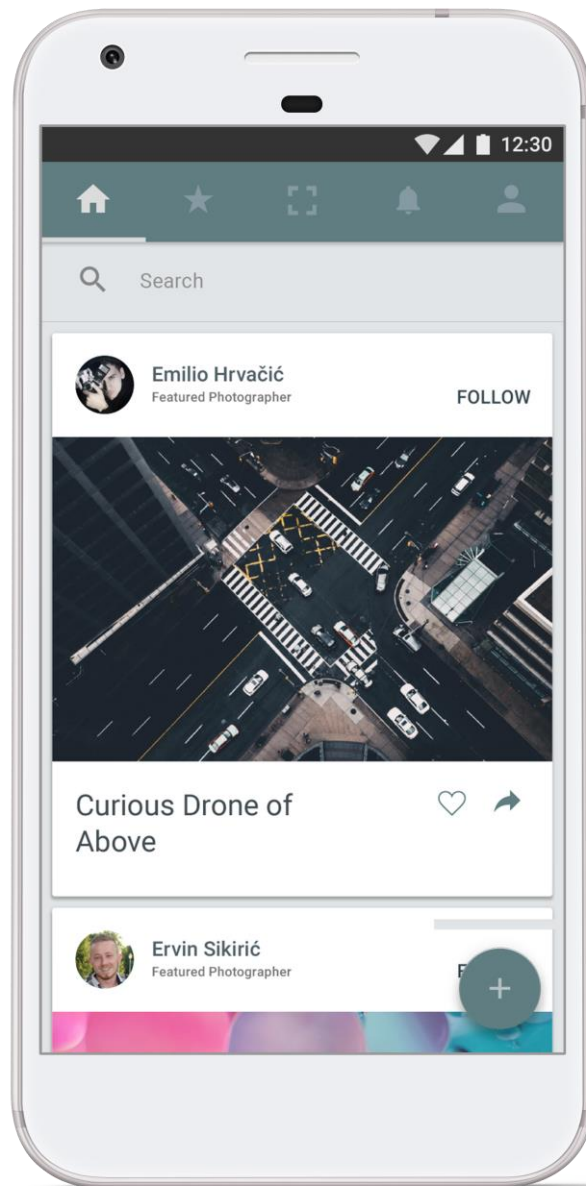 12:30
Search
Emilio Hrvačić
Featured Photographer
FOLLOW
Curious Drone of
Above
Ervin Sikirić
Featured Photographer
F
+